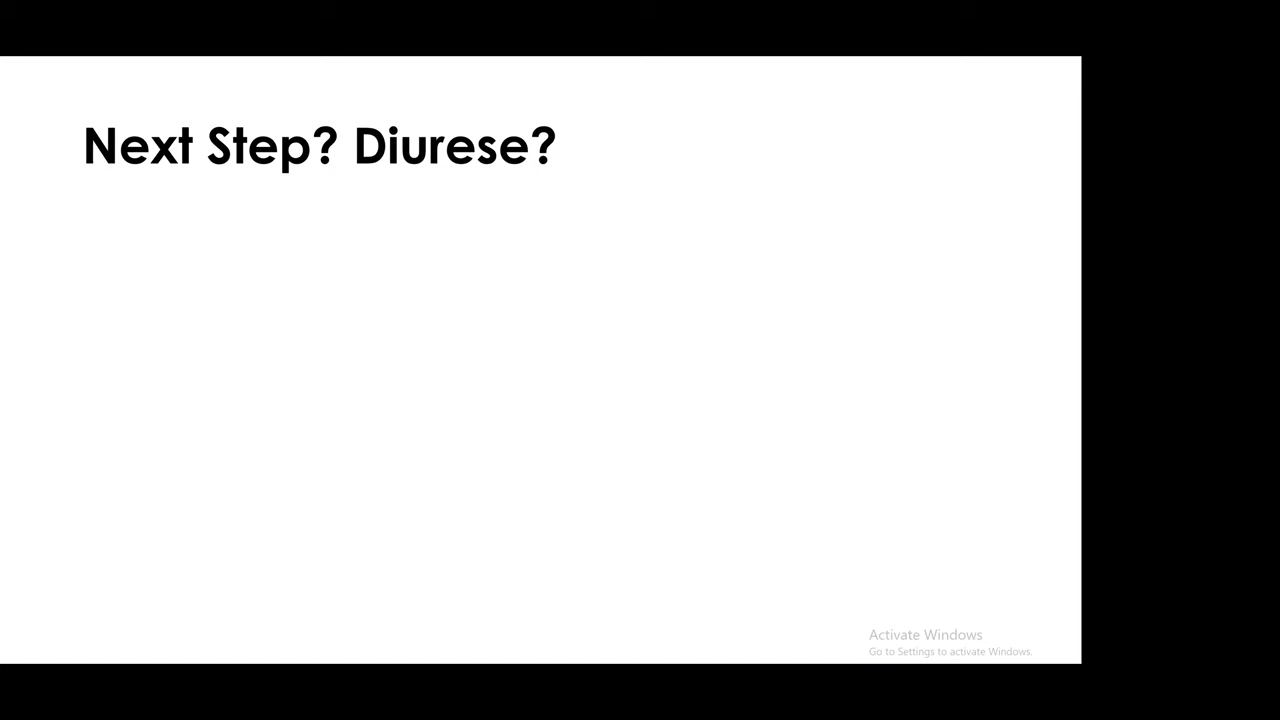 Next Step? Diurese?
Activate Windows
Go to Settings to activate Windows.